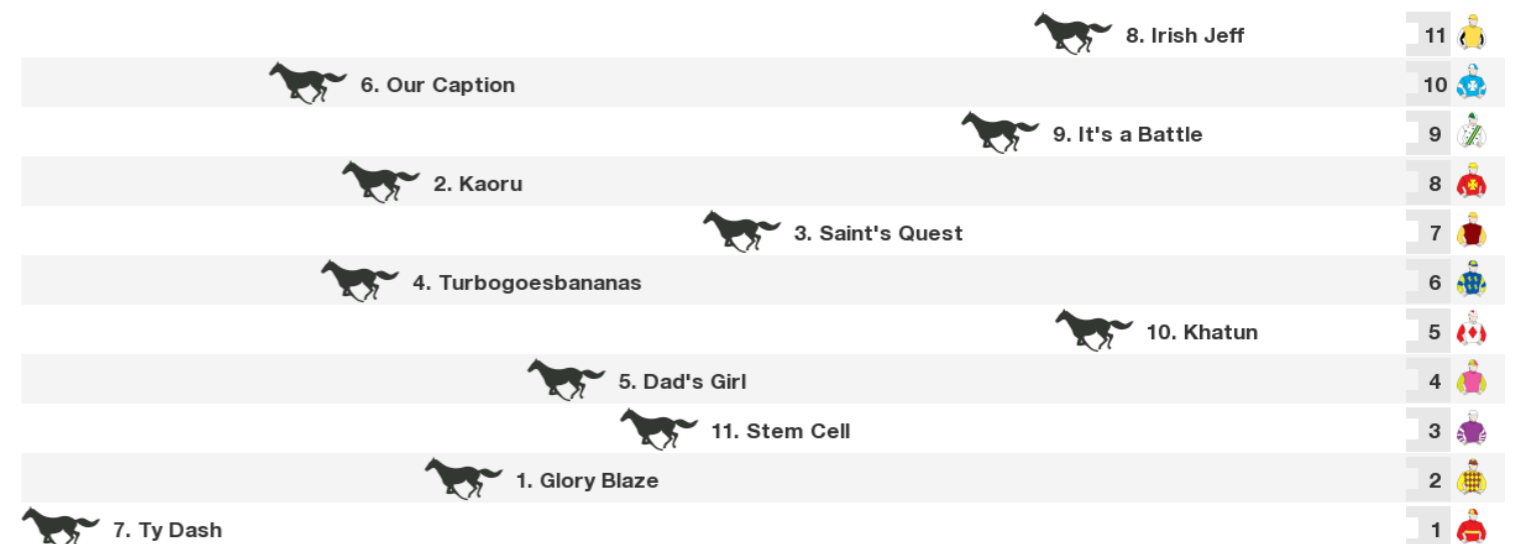 8. Irish Jeff 11
6. Our Caption 10
9. It's a Battle 9
2. Kaoru 8
3. Saint's Quest 7
4. Turbogoesbananas 6
10. Khatun 5
5. Dad's Girl 4
11. Stem Cell 3
1. Glory Blaze 2
7. Ty Dash 1